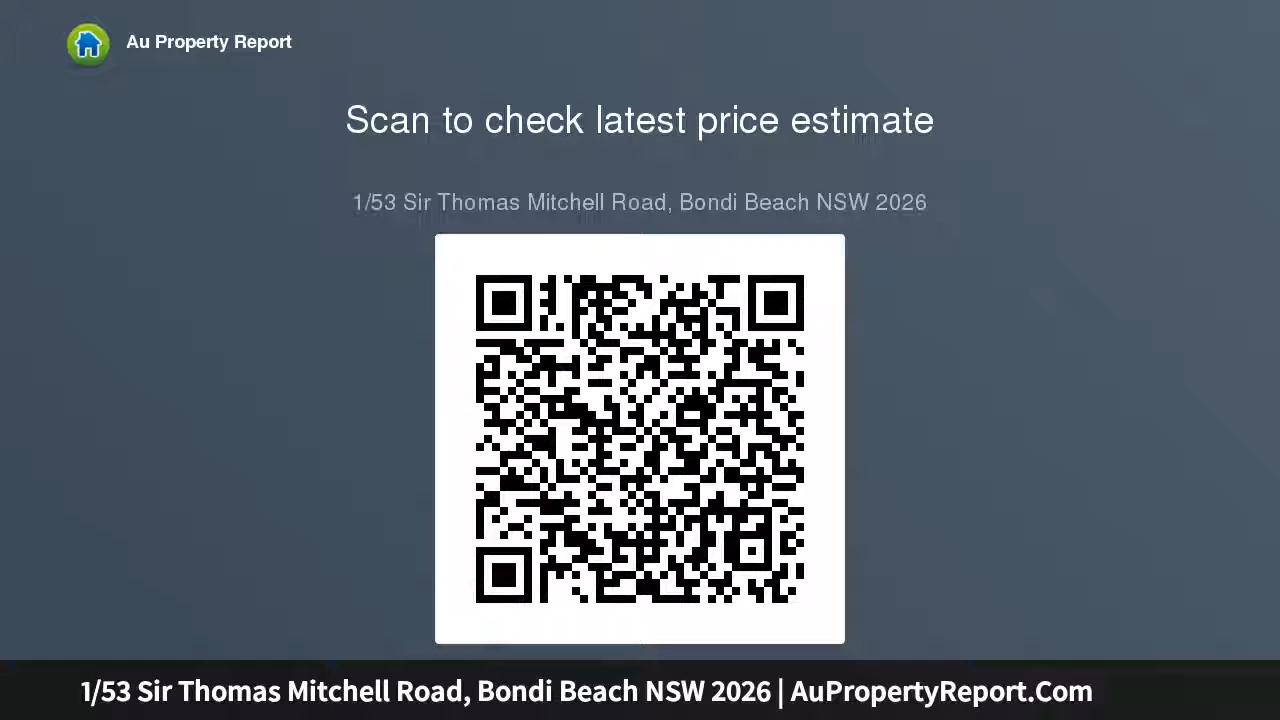 Au Property Report
Scan to check latest price estimate
1/53 Sir Thomas Mitchell Road, Bondi Beach NSW 2026
1/53 Sir Thomas Mitchell Road, Bondi Beach NSW 2026 | AuPropertyReport.Com